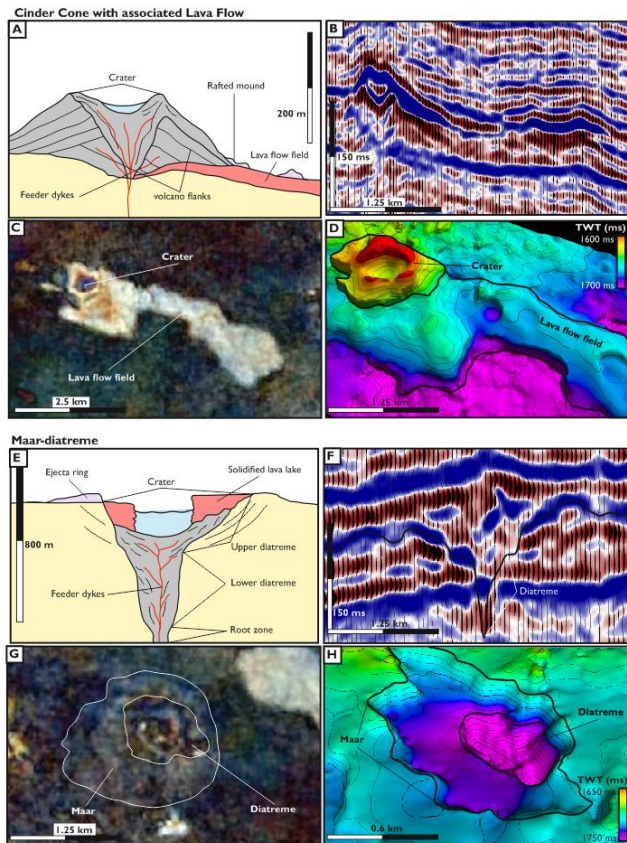 Cinder Cone with associated Lava Flow
A
Crater
Rafted mound
200 m
Lava flow field
Feeder dykes
volcano flanks
B
150 ms
1.25 km
C
Crater
Lava flow field
2.5 km
D
TWT (ms)
1600 ms
1700 ms
Crater
Lava flow field
1.25 km
Maar-diatreme
E
Ejecta ring
Crater
Solidified lava lake
800 m
Upper diatreme
Feeder dykes
Lower diatreme
Root zone
F
Diatreme
150 ms
1.25 km
G
Maar
Diatreme
1.25 km
H
Maar
Diatreme
TWT (ms)
1650 ms
1750 ms
0.6 km